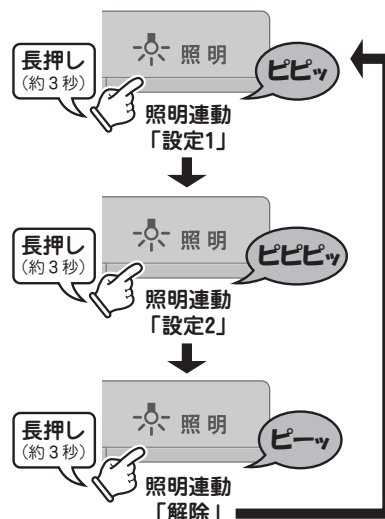 長押し
(約3秒)
照明
ピピッ
照明連動
「設定1」
長押し
(約3秒)
照明
ピピピッ
照明連動
「設定2」
長押し
(約3秒)
照明
ピーッ
照明連動
「解除」